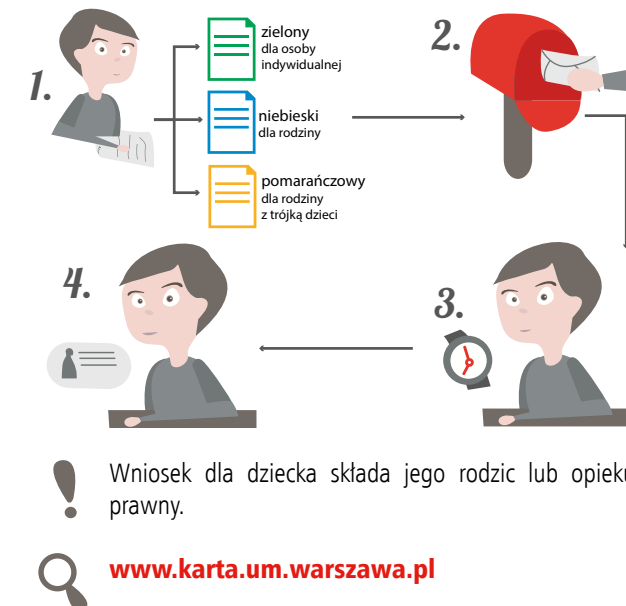 1.
zielony
dla osoby
indywidualnej
niebieski
dla rodziny
pomarańczowy
dla rodziny
z trójką dzieci
2.
3.
4.
Wniosek dla dziecka składa jego rodzic lub
prawny.
www.karta.um.warszawa.pl